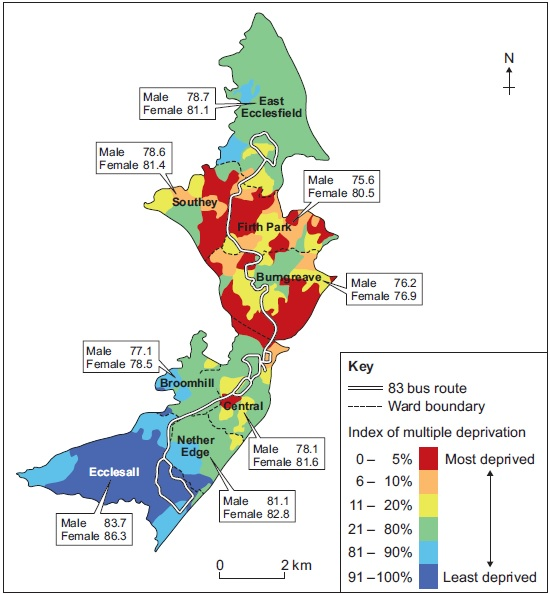 N
Male 78.7
Female 81.1
East
Ecclesfield
Male 78.6
Female 81.4
Southey
Male 75.6
Female 80.5
Firth Park
Burngreave
Male 76.2
Female 76.9
Male 77.1
Female 78.5
Broomhill
Central
Nether
Edge
Male 78.1
Female 81.6
Ecclesall
Male 81.1
Female 82.8
Male 83.7
Female 86.3
0 2 km
Key
83 bus route
Ward boundary
Index of multiple deprivation
0 – 5% Most deprived
6 – 10%
11 – 20%
21 – 80%
81 – 90%
91 –100% Least deprived